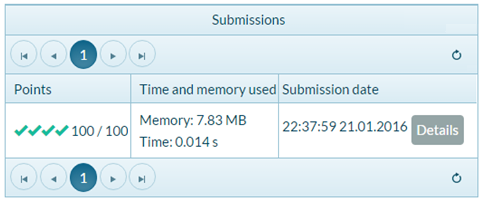 Submissions
1
Points Time and memory used Submission date
100 / 100 Memory: 7.83 MB 22:37:59 21.01.2016 Details
Time: 0.014 s
1